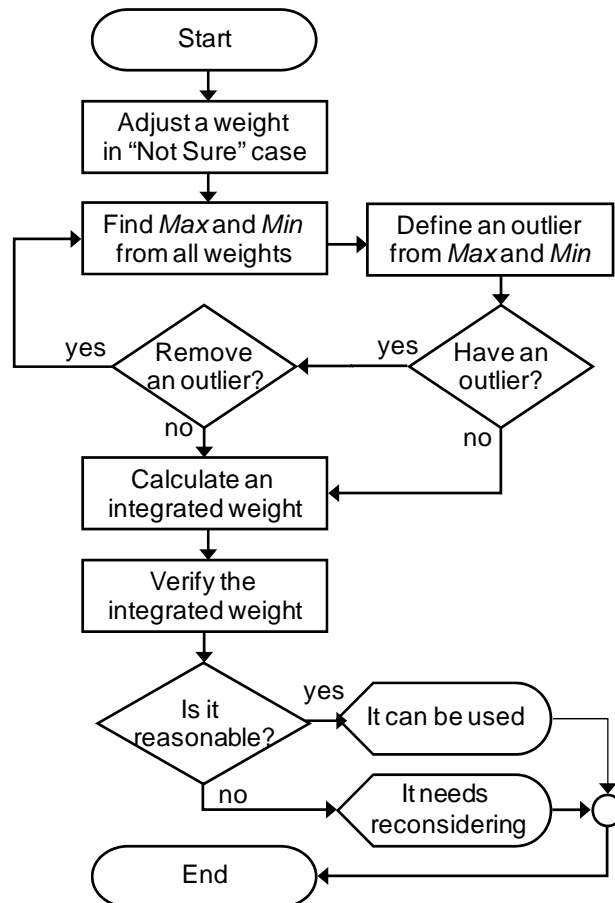 Start
Adjust a weight
in “Not Sure” case
Find Max and Min
from all weights
Define an outlier
from Max and Min
yes
Remove
an outlier?
yes
Have an
outlier?
no
no
Calculate an
integrated weight
Verify the
integrated weight
Is it
reasonable?
yes
It can be used
no
It needs
reconsidering
End